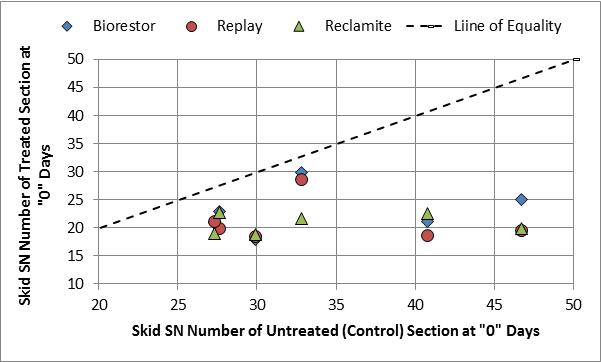 Biorestor Replay Reclamite Liine of Equality
Skid SN Number of Treated Section at
"0" Days
50
45
40
35
30
25
20
15
10
20 25 30 35 40 45 50
Skid SN Number of Untreated (Control) Section at "0" Days